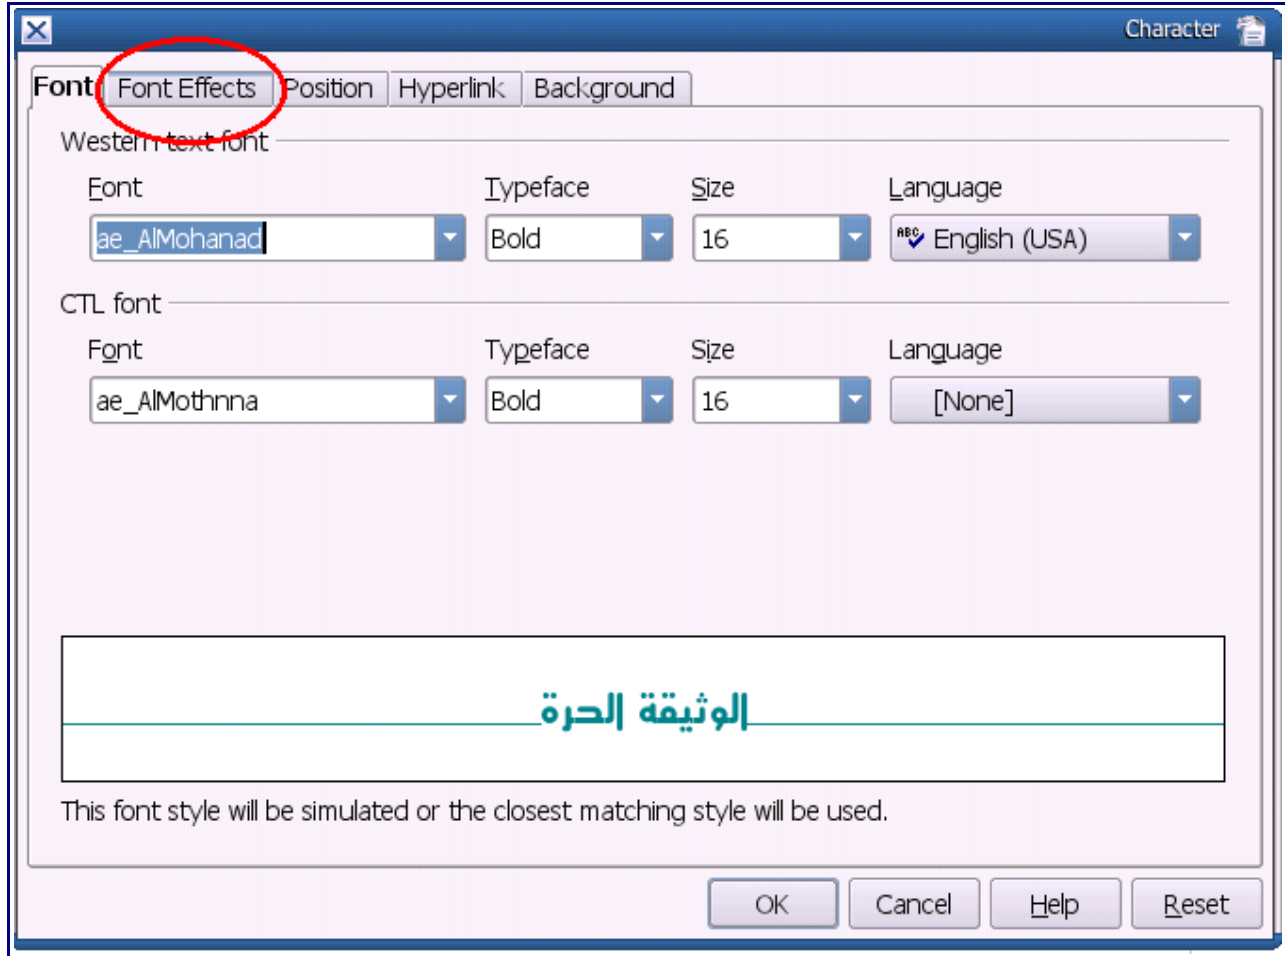 Character
Font Font Effects Position Hyperlink Background
Western text font
Font Typeface Size Language
ae_AlMohanad Bold 16 ABC English (USA)
CTL font
Font Typeface Size Language
ae_AlMothnna Bold 16 [None]
الوثيقة الحرة
This font style will be simulated or the closest matching style will be used.
OK Cancel Help Reset